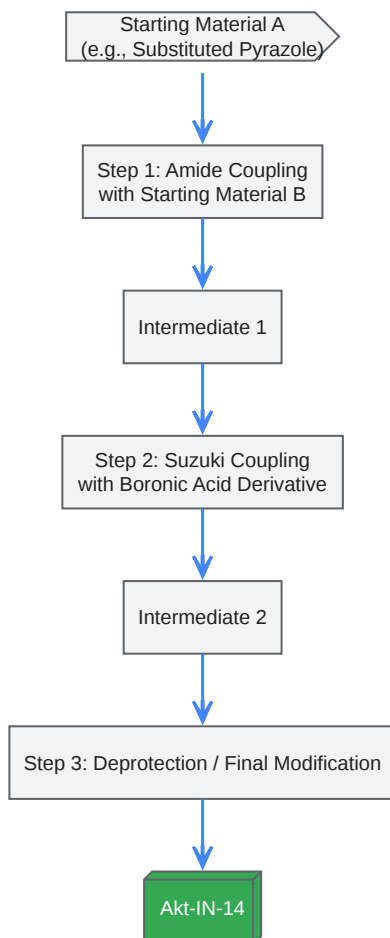 Starting Material A
(e.g., Substituted Pyrazole)
Step 1: Amide Coupling
with Starting Material B
Intermediate 1
Step 2: Suzuki Coupling
with Boronic Acid Derivative
Intermediate 2
Step 3: Deprotection / Final Modification
Akt-IN-14